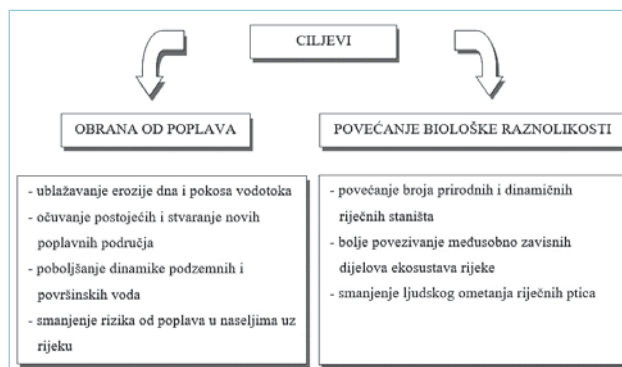 CILJEVI
OBRANA OD POPLAVA
POVEĆANJE BIOLOŠKE RAZNOLIKOSTI
- ublažavanje erozije dna i pokosa vodotoka
- očuvanje postojećih i stvaranje novih
poplavnih područja
- poboljšanje dinamike podzemnih i
površinskih voda
- smanjenje rizika od poplava u naseljima uz
rijeku
- povećanje broja prirodnih i dinamičnih
riječnih staništa
- bolje povezivanje međusobno zavisnih
dijelova ekosustava rijeke
- smanjenje ljudskog ometanja riječnih ptica